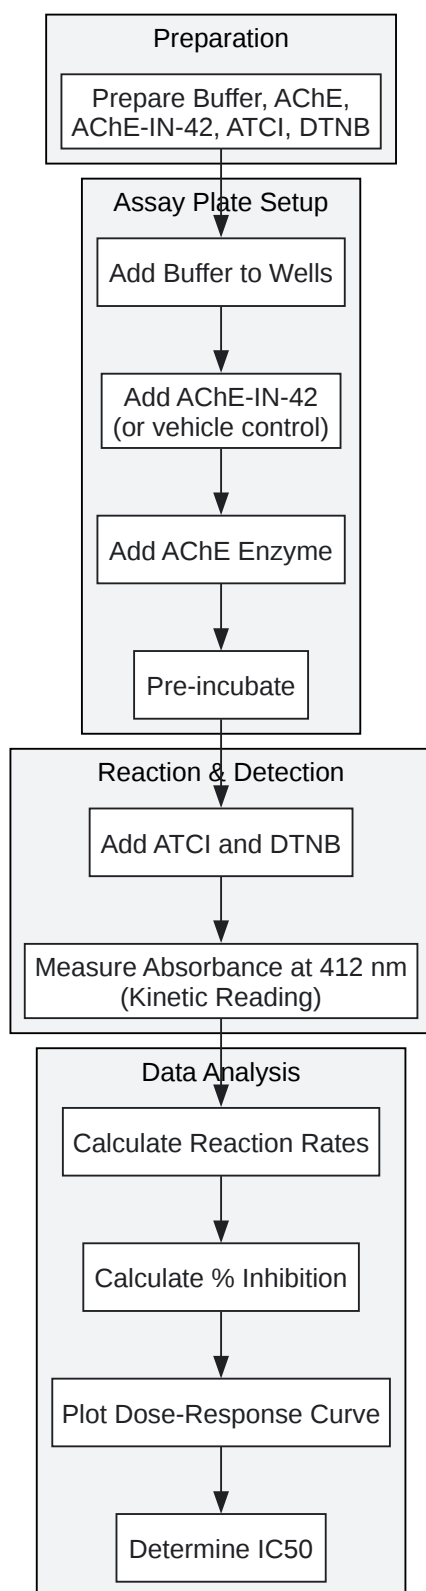 Preparation
Prepare Buffer, AChE,
AChE-IN-42, ATCI, DTNB
Assay Plate Setup
Add Buffer to Wells
Add AChE-IN-42
(or vehicle control)
Add AChE Enzyme
Pre-incubate
Reaction & Detection
Add ATCI and DTNB
Measure Absorbance at 412 nm
(Kinetic Reading)
Data Analysis
Calculate Reaction Rates
Calculate % Inhibition
Plot Dose-Response Curve
Determine IC50